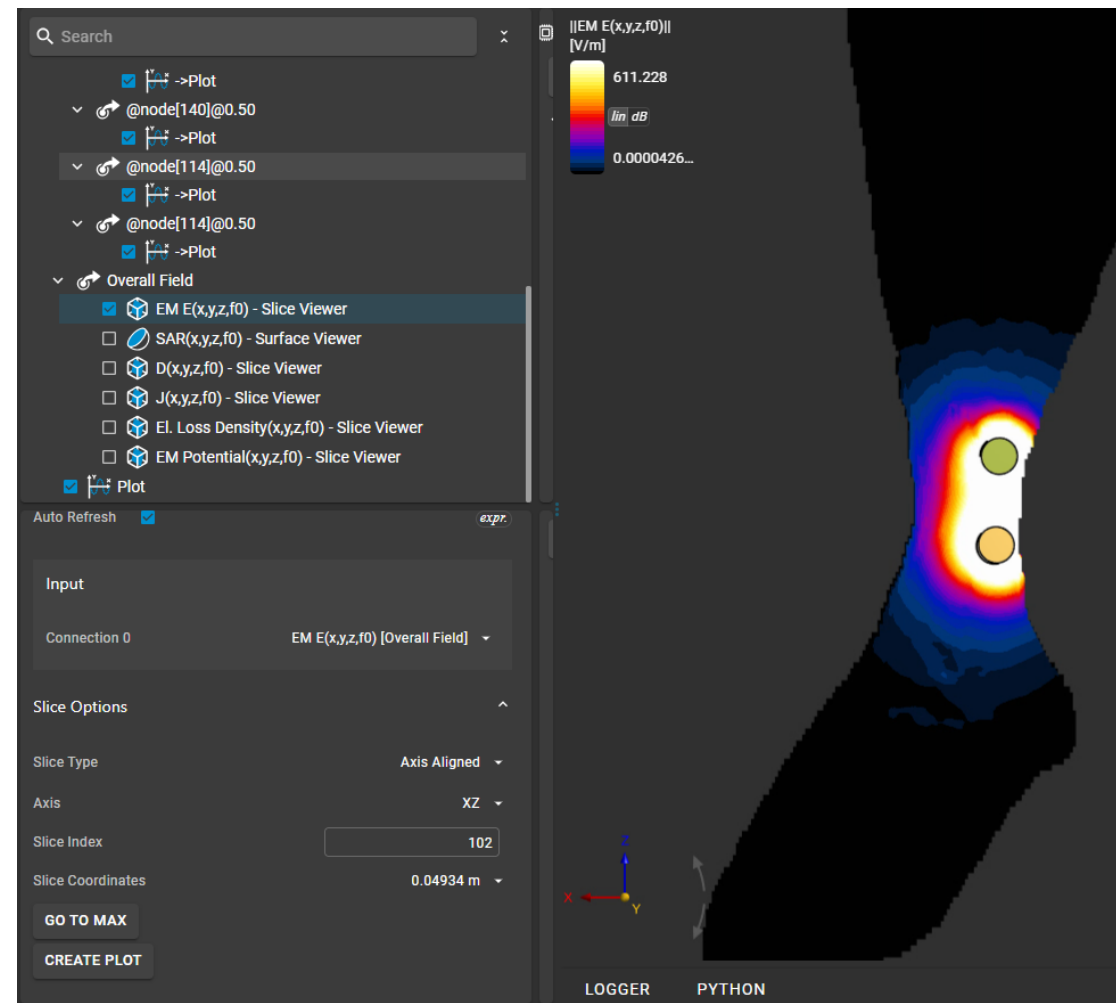 Search
->Plot
@node[140]@0.50
->Plot
@node[114]@0.50
->Plot
@node[114]@0.50
->Plot
Overall Field
EM E(x,y,z,f0) - Slice Viewer
SAR(x,y,z,f0) - Surface Viewer
D(x,y,z,f0) - Slice Viewer
J(x,y,z,f0) - Slice Viewer
El. Loss Density(x,y,z,f0) - Slice Viewer
EM Potential(x,y,z,f0) - Slice Viewer
Plot
Auto Refresh expr.
Input
Connection 0 EM E(x,y,z,f0) [Overall Field]
Slice Options
Slice Type Axis Aligned
Axis XZ
Slice Index 102
Slice Coordinates 0.04934 m
GO TO MAX
CREATE PLOT
||EM E(x,y,z,f0)||
[V/m]
611.228
lin dB
0.0000426...
Z
X
Y
LOGGER PYTHON